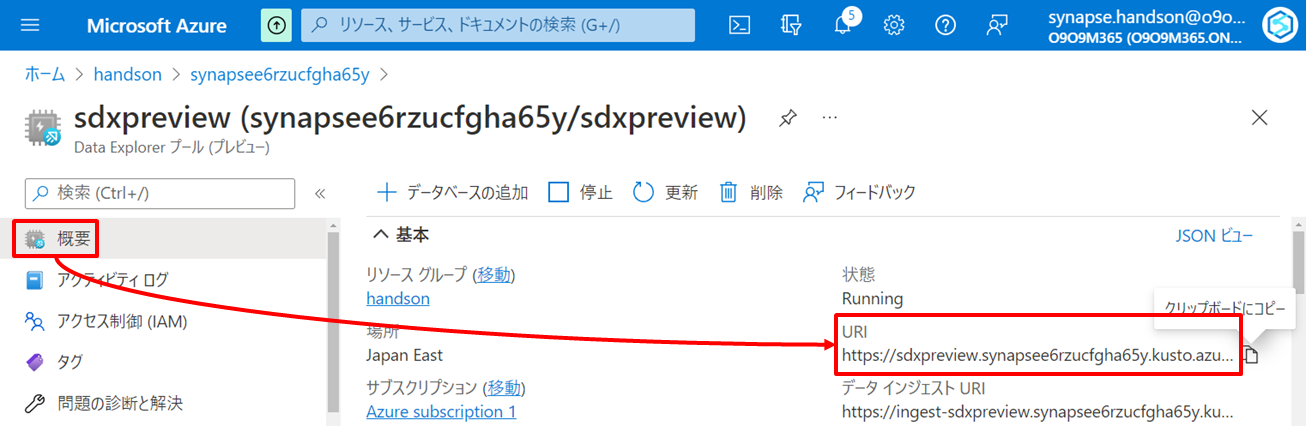 Microsoft Azure
リソース、サービス、ドキュメントの検索 (G+/)
5
synapse.handson@o9o...
O9O9M365 (O9O9M365.ON...
ホーム > handson > synapsee6rzucfgha65y >
sdxpreview (synapsee6rzucfgha65y/sdxpreview)
...
Data Explorer プール (プレビュー)
検索 (Ctrl+/)
«
データベースの追加
停止
更新
削除
フィードバック
概要
アクティビティ ログ
アクセス制御 (IAM)
タグ
問題の診断と解決
基本
JSON ビュー
リソース グループ (移動)
handson
場所
Japan East
サブスクリプション (移動)
Azure subscription 1
状態
Running
クリップボードにコピー
URI
https://sdxpreview.synapsee6rzucfgha65y.kusto.azu...
データ インジェスト URI
https://ingest-sdxpreview.synapsee6rzucfgha65y.ku...